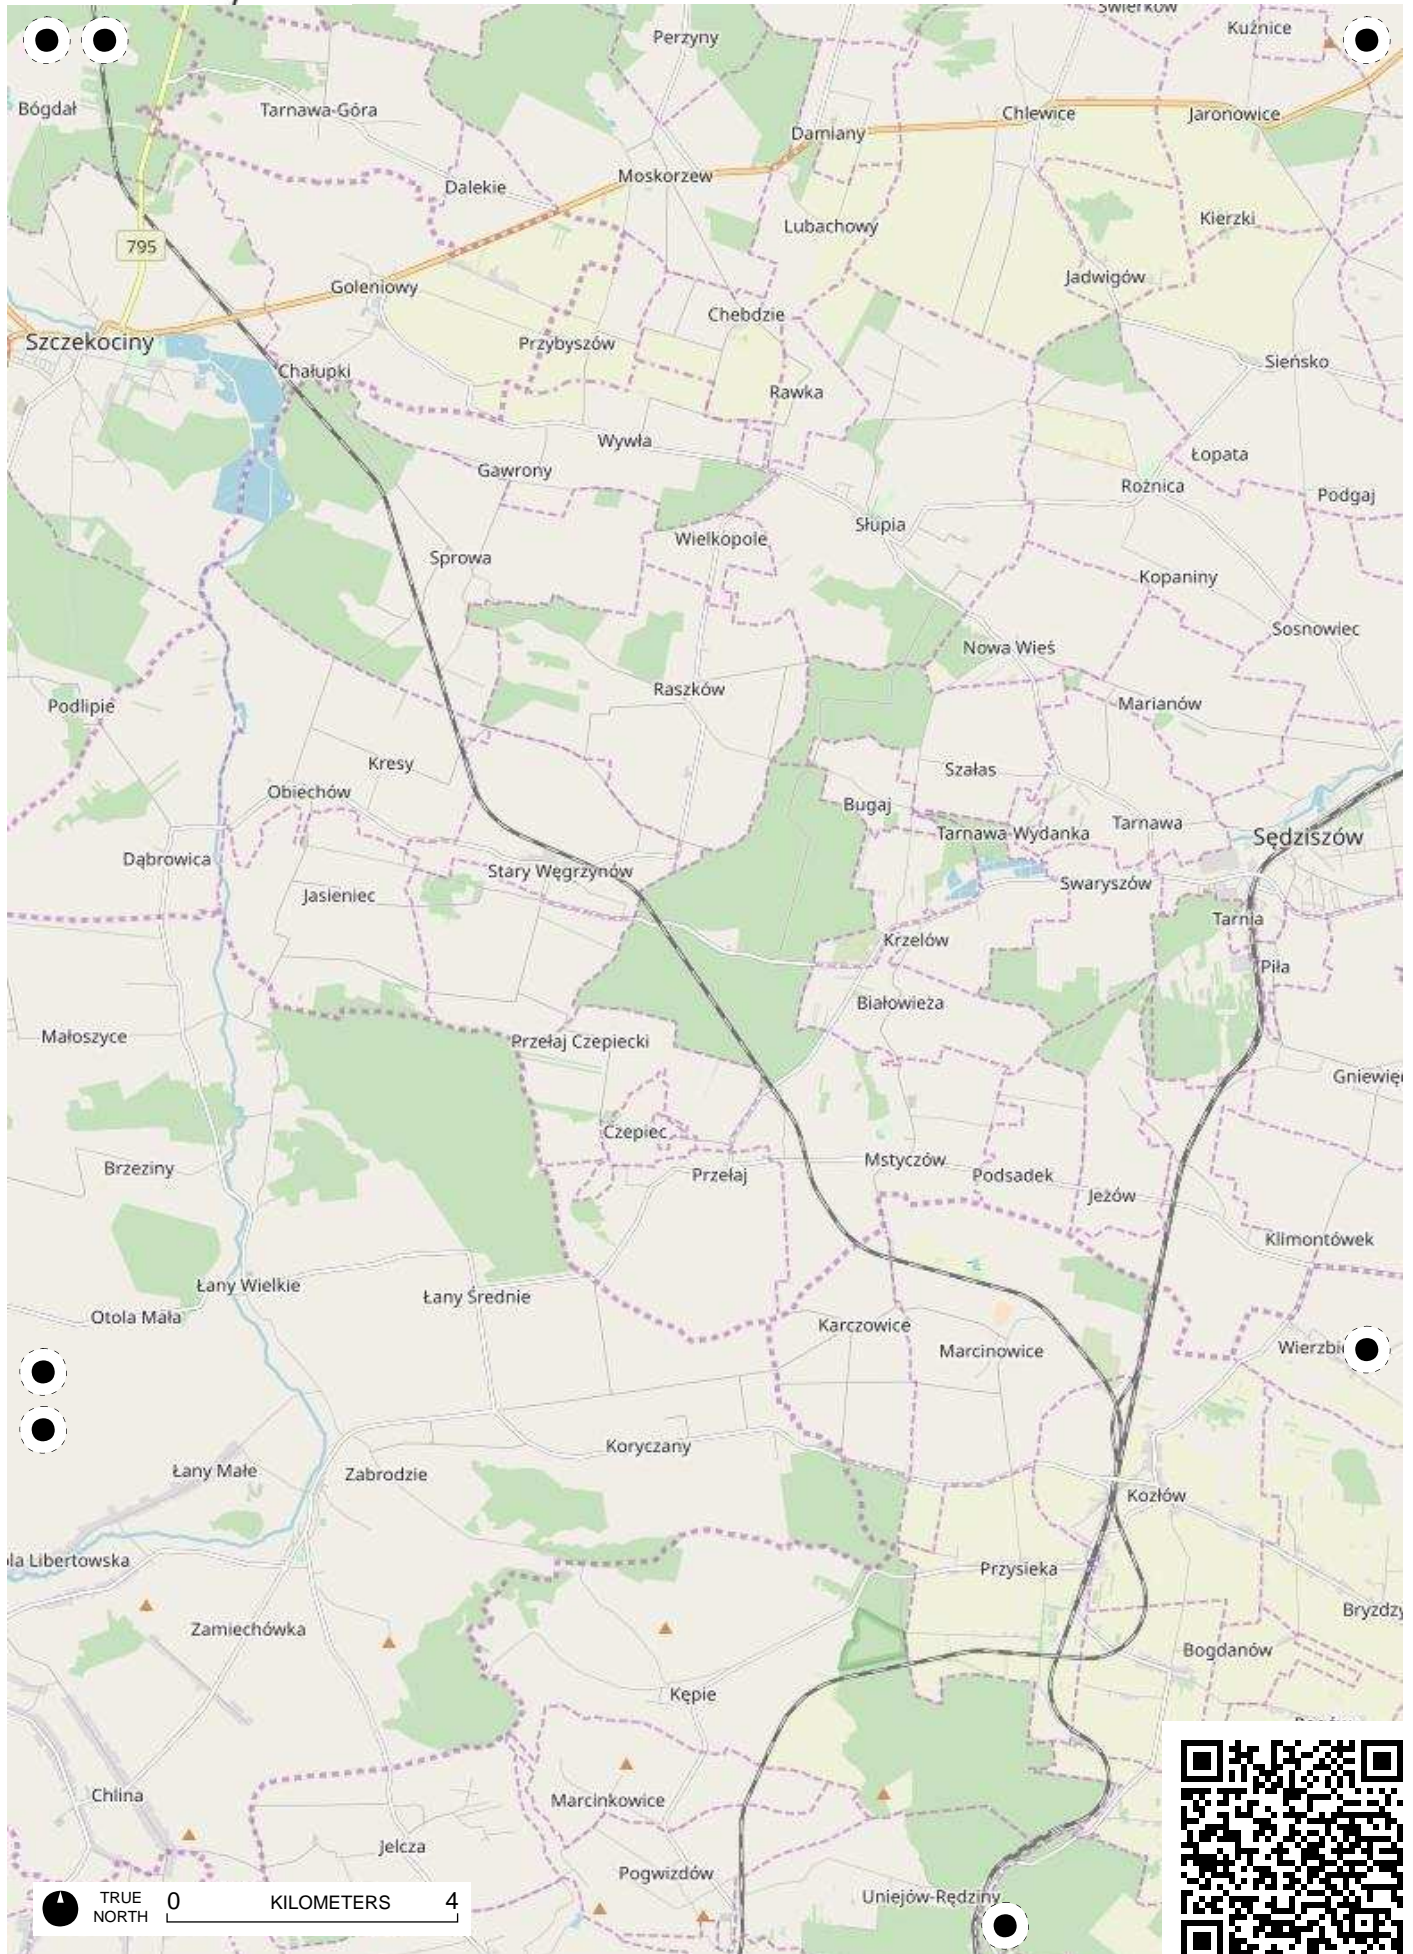 Świerków
Perzyny
Kuźnice
Bógdał
Tarnawa-Góra
Chlewice
Jaronowice
Damiany
Moskorzew
Dalekie
Lubachowy
Kierzki
795
Goleniowy
Jadwigów
Chebdzie
Szczekociny
Przybyszów
Sieńsko
Chałupki
Rawka
Wywła
Łopata
Gawrony
Rożnica
Podgaj
Słupia
Wielkopole
Sprowa
Kopaniny
Sosnowiec
Nowa Wieś
Raszków
Podlipie
Marianów
Kresy
Szałas
Obiechów
Bugaj
Tarnawa
Tarnawa-Wydanka
Sędziszów
Dąbrowica
Stary Węgrzynów
Swaryszów
Jasieniec
Tarnia
Krzelów
Piła
Białowieża
Małoszyce
Przełaj Czepiecki
Gniewięc
Czepiec
Mstyczów
Brzeziny
Przełaj
Podsadek
Jeżów
Klimontówek
Łany Wielkie
Łany Średnie
Otola Mała
Karczowice
Marcinowice
Wierzbi
Koryczany
Łany Małe
Zabrodzie
Kozłów
la Libertowska
Przysieka
Bryzdzy
Zamiechówka
Bogdanów
Kępie
Chlina
Marcinkowice
Jelcza
Pogwizdów
Uniejów-Rędziny
TRUE
NORTH
0 KILOMETERS 4